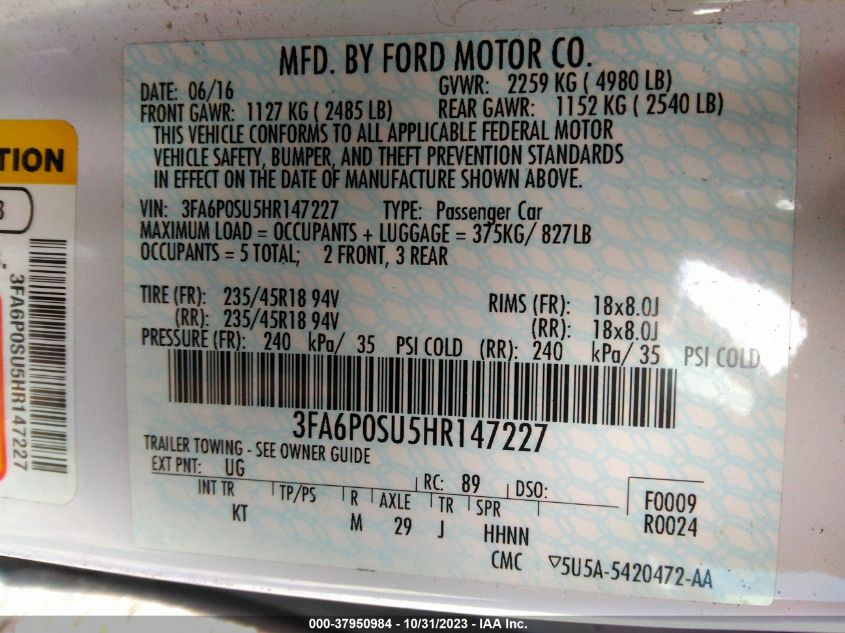 MFD. BY FORD MOTOR CO.
DATE: 06/16 GVWR: 2259 KG ( 4980 LB)
FRONT GAWR: 1127 KG ( 2485 LB) REAR GAWR: 1152 KG ( 2540 LB)
THIS VEHICLE CONFORMS TO ALL APPLICABLE FEDERAL MOTOR
VEHICLE SAFETY, BUMPER, AND THEFT PREVENTION STANDARDS
IN EFFECT ON THE DATE OF MANUFACTURE SHOWN ABOVE.
VIN: 3FA6P0SU5HR147227 TYPE: Passenger Car
MAXIMUM LOAD = OCCUPANTS + LUGGAGE = 375KG/ 827LB
OCCUPANTS = 5 TOTAL; 2 FRONT, 3 REAR
TIRE (FR): 235/45R18 94V RIMS (FR): 18x8.0J
(RR): 235/45R18 94V (RR): 18x8.0J
PRESSURE (FR): 240 kPa/ 35 PSI COLD (RR): 240 kPa/ 35 PSI COLD
3FA6P0SU5HR147227
TRAILER TOWING - SEE OWNER GUIDE
EXT PNT: UG RC: 89 DSO:
INT TR TP/PS R AXLE TR SPR
KT M 29 J HHNN
F0009
R0024
CMC ▽5U5A-5420472-AA
TION
3
3FA6P0SU5HR147227
000-37950984 - 10/31/2023 - IAA Inc.